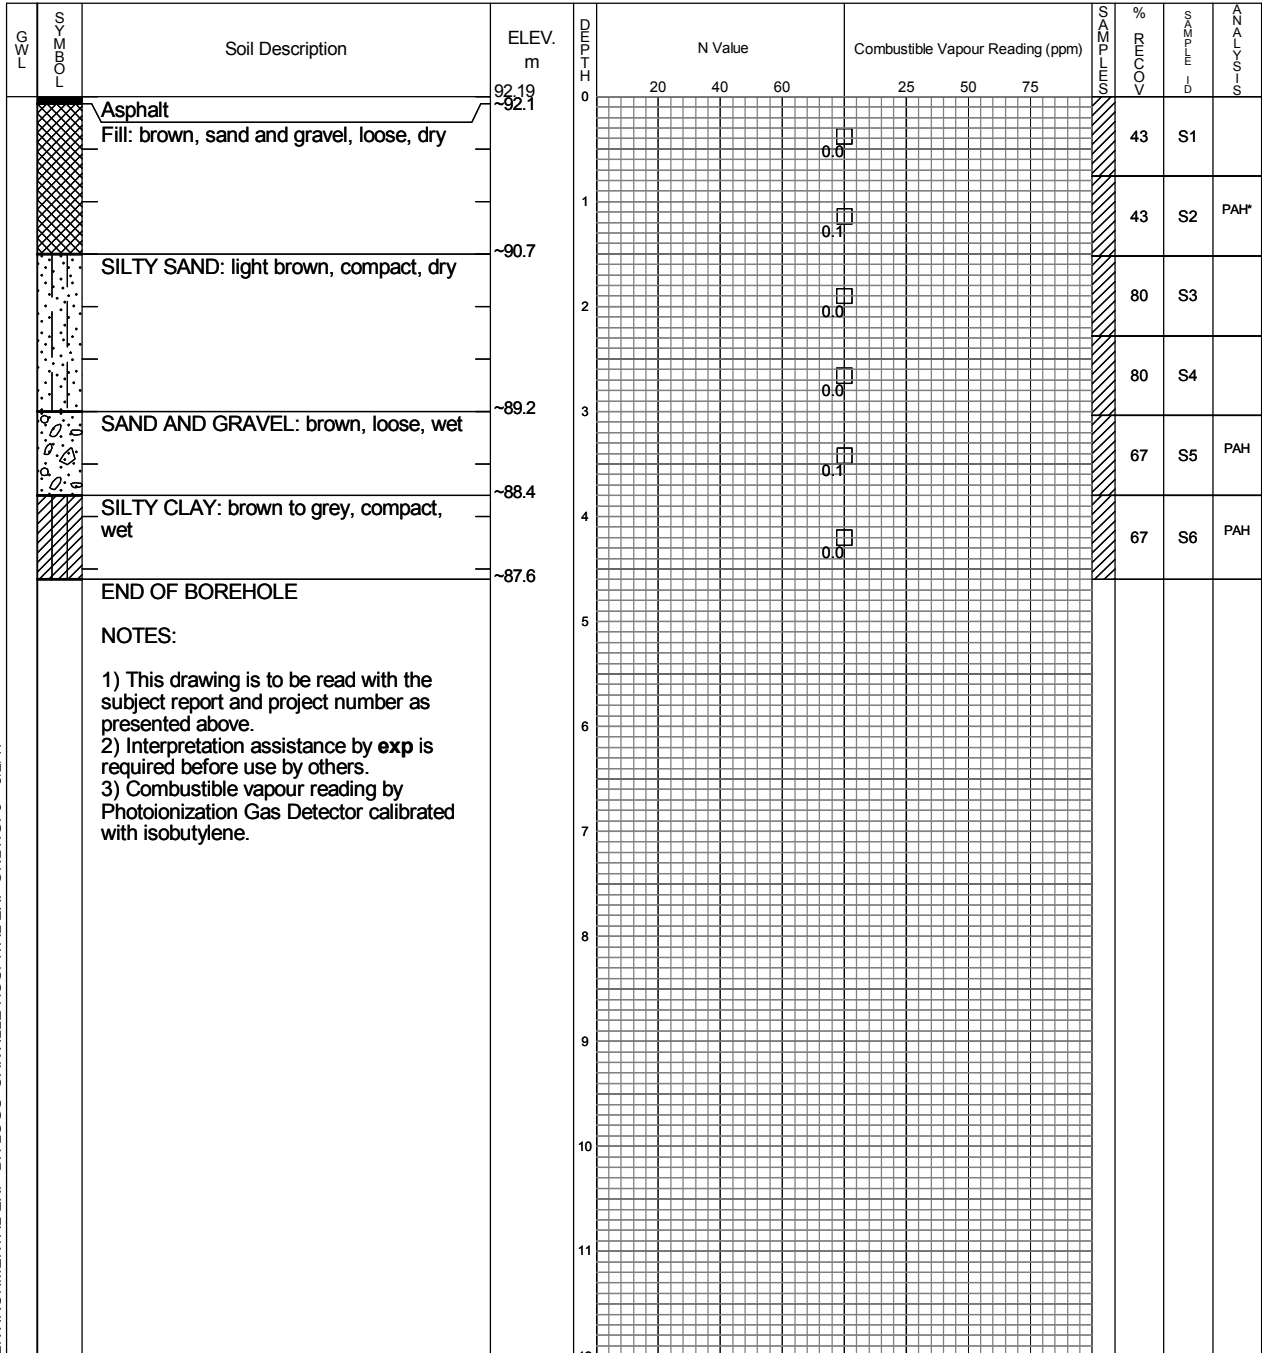 GWL
SYMBOL
Soil Description
ELEV.
m
DEPTH
N Value
Combustible Vapour Reading (ppm)
SAMPLES
% RECOV
SAMPLE ID
ANALYSIS
20 40 60 25 50 75
92.19
0
~92.1
Asphalt
Fill: brown, sand and gravel, loose, dry
0.0
43 S1
1
0.1
43 S2 PAH*
~90.7
SILTY SAND: light brown, compact, dry
2
0.0
80 S3
0.0
80 S4
~89.2
3
SAND AND GRAVEL: brown, loose, wet
0.1
67 S5 PAH
~88.4
SILTY CLAY: brown to grey, compact,
wet
4
0.0
67 S6 PAH
~87.6
END OF BOREHOLE
5
NOTES:
1) This drawing is to be read with the
subject report and project number as
presented above.
6
2) Interpretation assistance by exp is
required before use by others.
3) Combustible vapour reading by
Photoionization Gas Detector calibrated
with isobutylene.
7
8
9
10
11